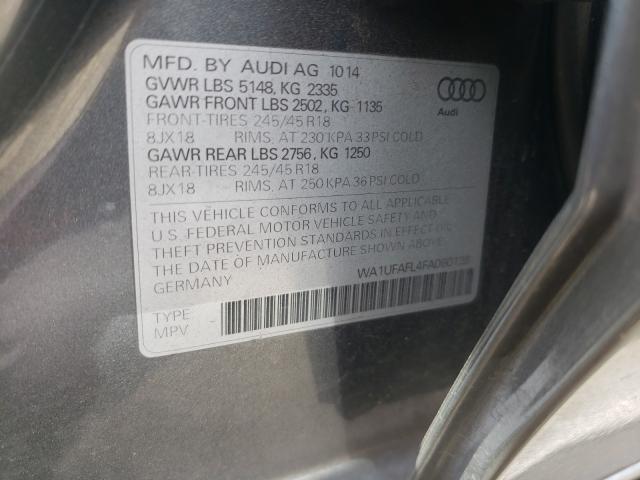 MFD. BY AUDI AG 1014
GVWR LBS 5148, KG 2335
GAWR FRONT LBS 2502, KG 1135
FRONT-TIRES 245/45 R18
8JX18 RIMS, AT 230 KPA 33 PSI COLD
GAWR REAR LBS 2756, KG 1250
REAR-TIRES 245/45 R18
8JX18 RIMS, AT 250 KPA 36 PSI COLD
Audi
THIS VEHICLE CONFORMS TO ALL APPLICABLE
U.S. FEDERAL MOTOR VEHICLE SAFETY AND
THEFT PREVENTION STANDARDS IN EFFECT ON
THE DATE OF MANUFACTURE SHOWN ABOVE.
GERMANY
TYPE
MPV